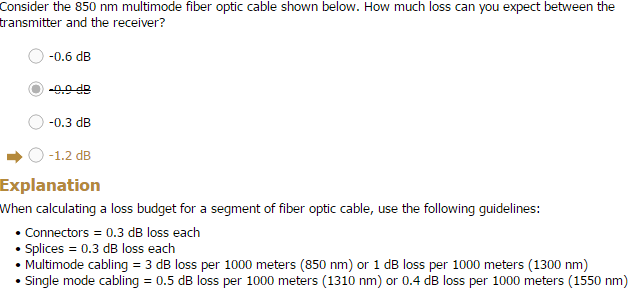 Consider the 850 nm multimode fiber optic cable shown below. How much loss can you expect between the
transmitter and the receiver?
-0.6 dB
-0.9 dB
-0.3 dB
-1.2 dB
Explanation
When calculating a loss budget for a segment of fiber optic cable, use the following guidelines:
• Connectors = 0.3 dB loss each
• Splices = 0.3 dB loss each
• Multimode cabling = 3 dB loss per 1000 meters (850 nm) or 1 dB loss per 1000 meters (1300 nm)
• Single mode cabling = 0.5 dB loss per 1000 meters (1310 nm) or 0.4 dB loss per 1000 meters (1550 nm)